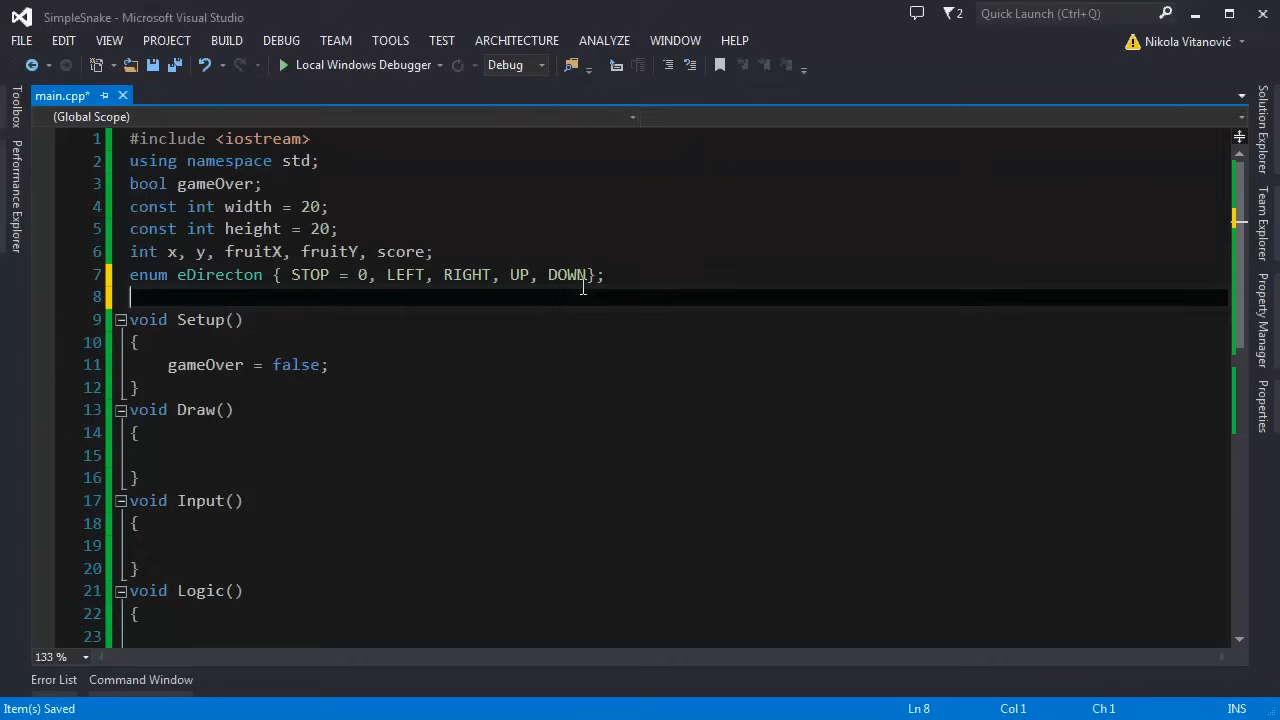 SimpleSnake - Microsoft Visual Studio
2
Quick Launch (Ctrl+Q)
FILE EDIT VIEW PROJECT BUILD DEBUG TEAM TOOLS TEST ARCHITECTURE ANALYZE WINDOW HELP
Nikola Vitanović
Local Windows Debugger Debug
main.cpp*
(Global Scope)
1 #include <iostream>
2 using namespace std;
3 bool gameOver;
4 const int width = 20;
5 const int height = 20;
6 int x, y, fruitX, fruitY, score;
7 enum eDirecton { STOP = 0, LEFT, RIGHT, UP, DOWN};
8
9 void Setup()
10 {
11 gameOver = false;
12 }
13 void Draw()
14 {
15
16 }
17 void Input()
18 {
19
20 }
21 void Logic()
22 {
23
Toolbox
Performance Explorer
Solution Explorer
Team Explorer
Property Manager
Properties
133 %
Error List Command Window
Item(s) Saved Ln 8 Col 1 Ch 1 INS